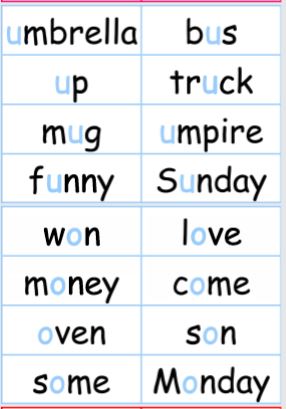 umbrella bus
up truck
mug umpire
funny Sunday
won love
money come
oven son
some Monday